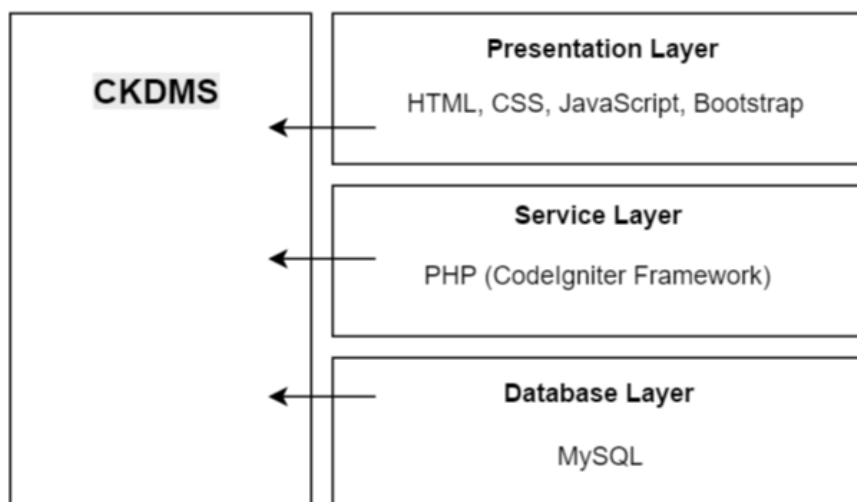 CKDMS
Presentation Layer
HTML, CSS, JavaScript, Bootstrap
Service Layer
PHP (CodeIgniter Framework)
Database Layer
MySQL